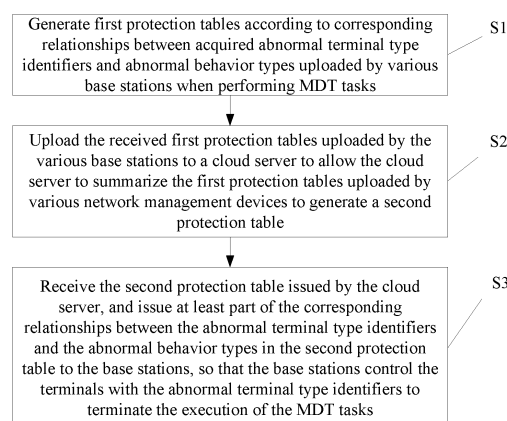 Generate first protection tables according to corresponding
relationships between acquired abnormal terminal type
identifiers and abnormal behavior types uploaded by various
base stations when performing MDT tasks
S1
Upload the received first protection tables uploaded by the
various base stations to a cloud server to allow the cloud
server to summarize the first protection tables uploaded by
various network management devices to generate a second
protection table
S2
Receive the second protection table issued by the cloud
server, and issue at least part of the corresponding
relationships between the abnormal terminal type identifiers
and the abnormal behavior types in the second protection
table to the base stations, so that the base stations control the
terminals with the abnormal terminal type identifiers to
terminate the execution of the MDT tasks
S3